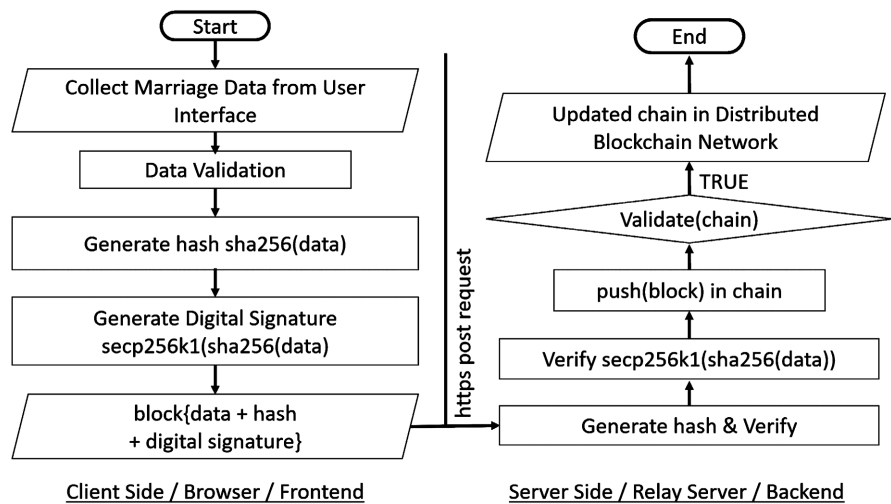 Start
Collect Marriage Data from User
Interface
Data Validation
Generate hash sha256(data)
Generate Digital Signature
secp256k1(sha256(data)
block{data + hash
+ digital signature}
Client Side / Browser / Frontend
https post request
End
Updated chain in Distributed
Blockchain Network
TRUE
Validate(chain)
push(block) in chain
Verify secp256k1(sha256(data))
Generate hash & Verify
Server Side / Relay Server / Backend